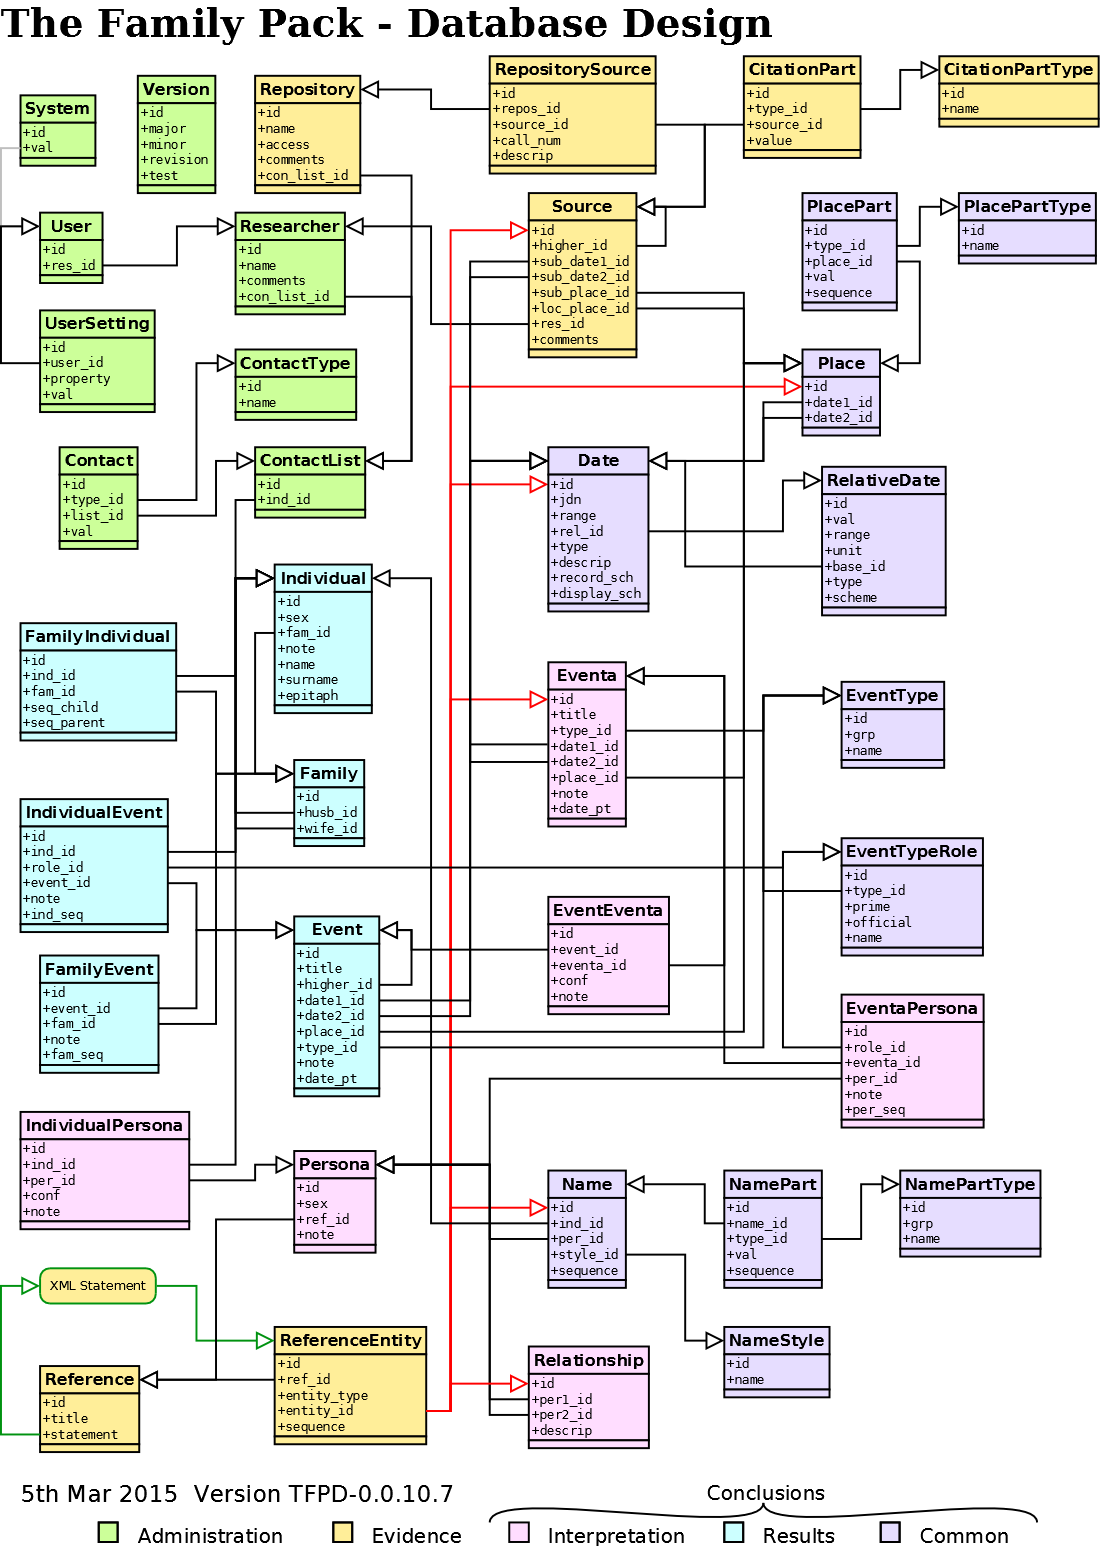 The Family Pack - Database Design
System
+id
+val
Version
+id
+major
+minor
+revision
+test
Repository
+id
+name
+access
+comments
+con_list_id
RepositorySource
+id
+repos_id
+source_id
+call_num
+descrip
CitationPart
+id
+type_id
+source_id
+value
CitationPartType
+id
+name
User
+id
+res_id
Researcher
+id
+name
+comments
+con_list_id
Source
+id
+higher_id
+sub_date1_id
+sub_date2_id
+sub_place_id
+loc_place_id
+res_id
+comments
PlacePart
+id
+type_id
+place_id
+val
+sequence
PlacePartType
+id
+name
UserSetting
+id
+user_id
+property
+val
ContactType
+id
+name
Place
+id
+date1_id
+date2_id
Contact
+id
+type_id
+list_id
+val
ContactList
+id
+ind_id
Date
+id
+jdn
+range
+rel_id
+type
+descrip
+record_sch
+display_sch
RelativeDate
+id
+val
+range
+unit
+base_id
+type
+scheme
Individual
+id
+sex
+fam_id
+note
+name
+surname
+epitaph
FamilyIndividual
+id
+ind_id
+fam_id
+seq_child
+seq_parent
Eventa
+id
+title
+type_id
+date1_id
+date2_id
+place_id
+note
+date_pt
EventType
+id
+grp
+name
Family
+id
+husb_id
+wife_id
IndividualEvent
+id
+ind_id
+role_id
+event_id
+note
+ind_seq
EventTypeRole
+id
+type_id
+prime
+official
+name
Event
+id
+title
+higher_id
+date1_id
+date2_id
+place_id
+type_id
+note
+date_pt
EventEventa
+id
+event_id
+eventa_id
+conf
+note
FamilyEvent
+id
+event_id
+fam_id
+note
+fam_seq
EventaPersona
+id
+role_id
+eventa_id
+per_id
+note
+per_seq
IndividualPersona
+id
+ind_id
+per_id
+conf
+note
Persona
+id
+sex
+ref_id
+note
Name
+id
+ind_id
+per_id
+style_id
+sequence
NamePart
+id
+name_id
+type_id
+val
+sequence
NamePartType
+id
+grp
+name
XML Statement
ReferenceEntity
+id
+ref_id
+entity_type
+entity_id
+sequence
NameStyle
+id
+name
Reference
+id
+title
+statement
Relationship
+id
+per1_id
+per2_id
+descrip
5th Mar 2015 Version TFPD-0.0.10.7
Conclusions
Administration
Evidence
Interpretation
Results
Common